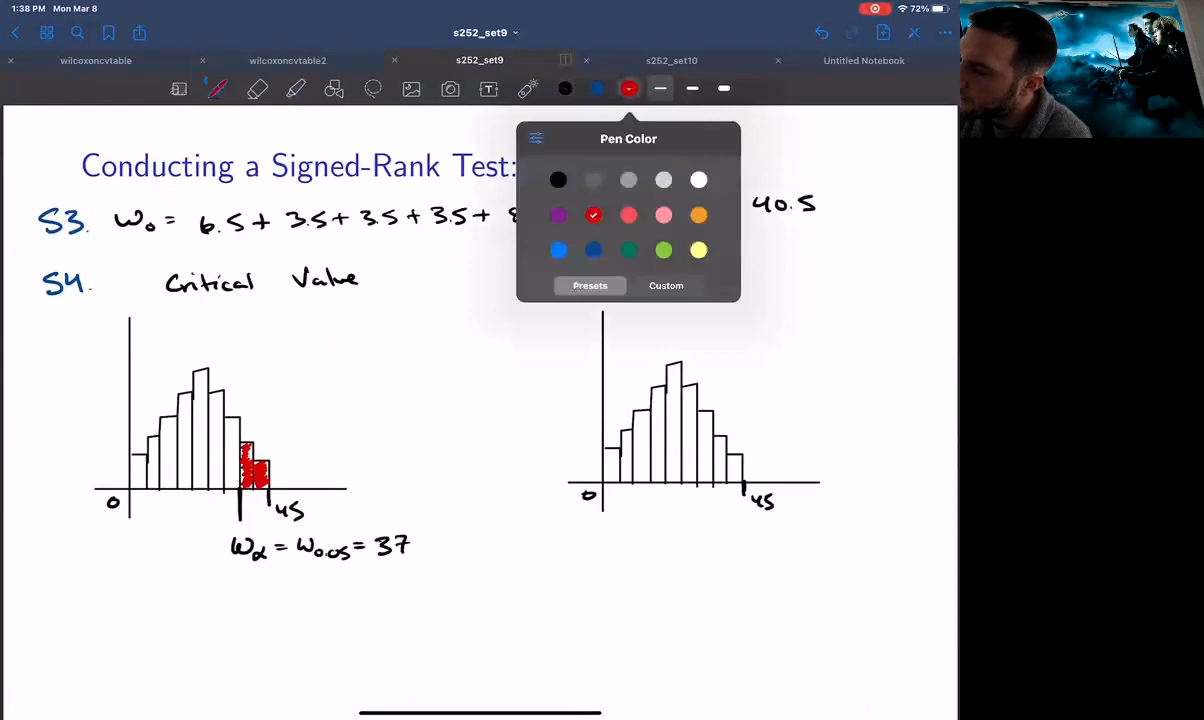 1:38 PM Mon Mar 8
72%
s252_set9
wilcoxoncvtable
wilcoxoncvtable2
s252_set9
s252_set10
Untitled Notebook
T
Pen Color
Presets
Custom
Conducting a Signed-Rank Test:
S3. W₀ = 6.5 + 3.5 + 3.5 + 3.5 + 8 40.5
S4. Critical Value
0 45
0 45
Wα = W0.05 = 37